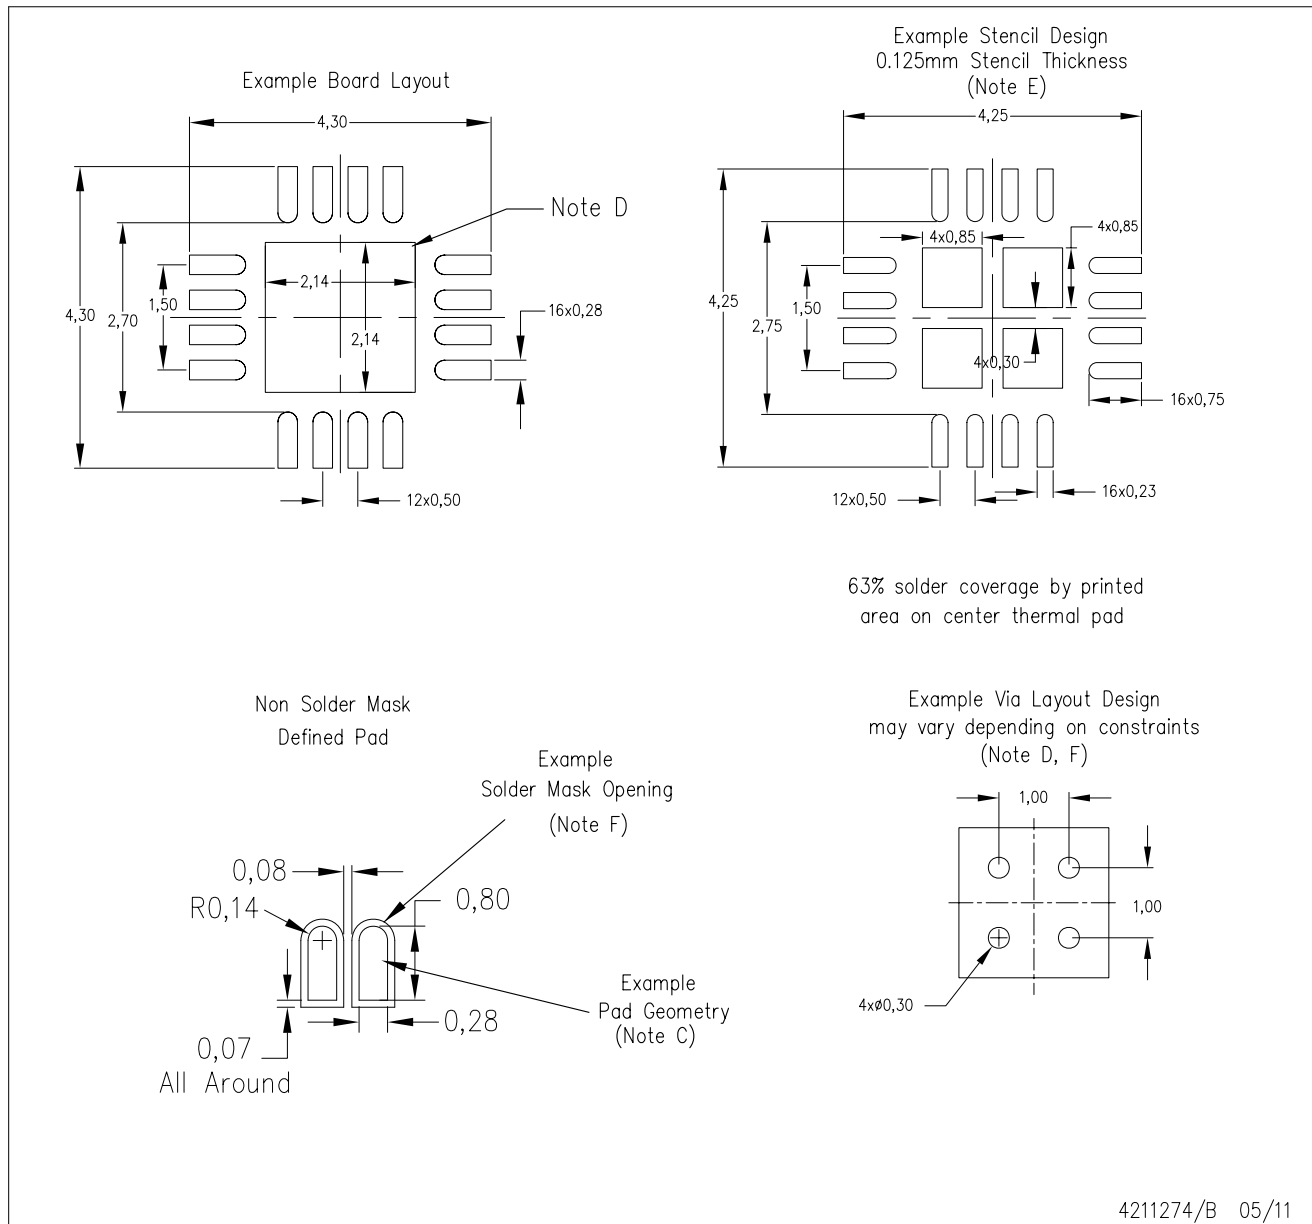 Example Board Layout
4,30
4,30
2,70
1,50
2,14
2,14
Note D
16x0,28
12x0,50
Example Stencil Design
0.125mm Stencil Thickness
(Note E)
4,25
4x0,85
4x0,85
4,25
2,75
1,50
4x0,30
16x0,75
12x0,50
16x0,23
63% solder coverage by printed
area on center thermal pad
Non Solder Mask
Defined Pad
Example
Solder Mask Opening
(Note F)
0,08
R0,14
0,80
Example
Pad Geometry
(Note C)
0,28
0,07
All Around
Example Via Layout Design
may vary depending on constraints
(Note D, F)
1,00
1,00
4xø0,30
4211274/B 05/11